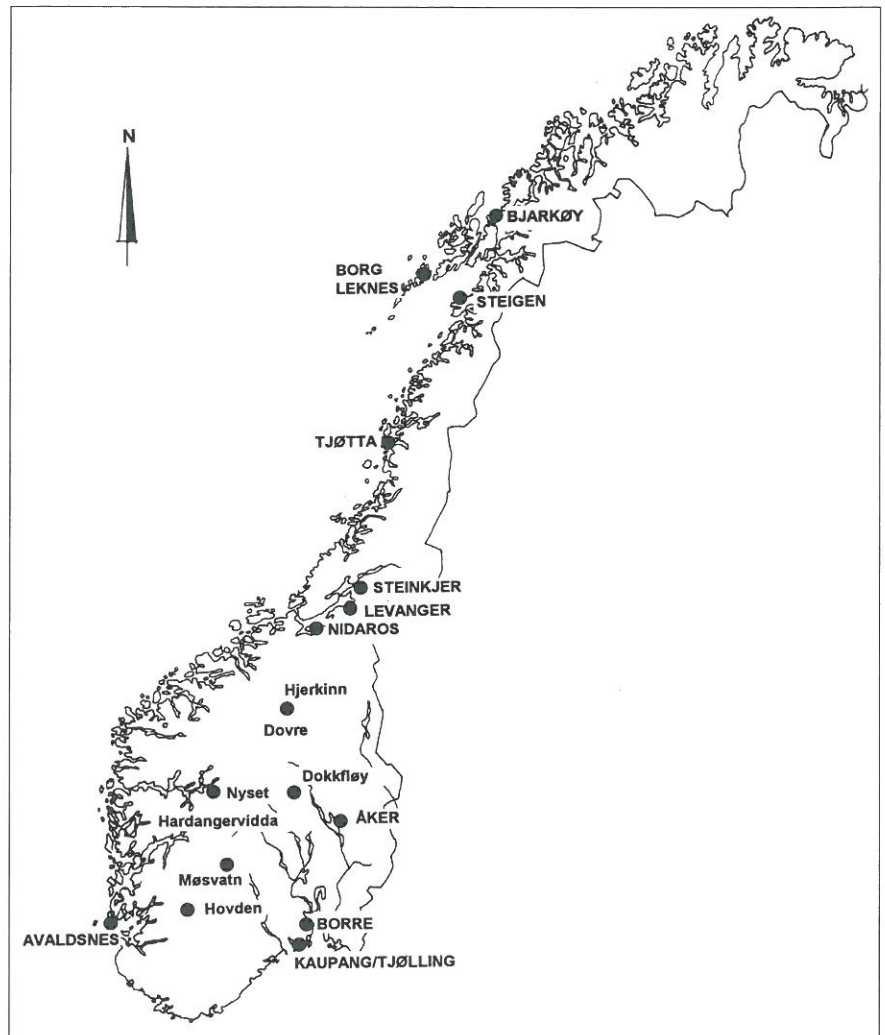 N
BJARKØY
BORG
LEKNES
STEIGEN
TJØTTA
STEINKJER
LEVANGER
NIDAROS
Hjerkinn
Dovre
Dokkfløy
Nyset
Hardangervidda
ÅKER
Møsvatn
Hovden
BORRE
AVALDSNES
KAUPANG/TJØLLING